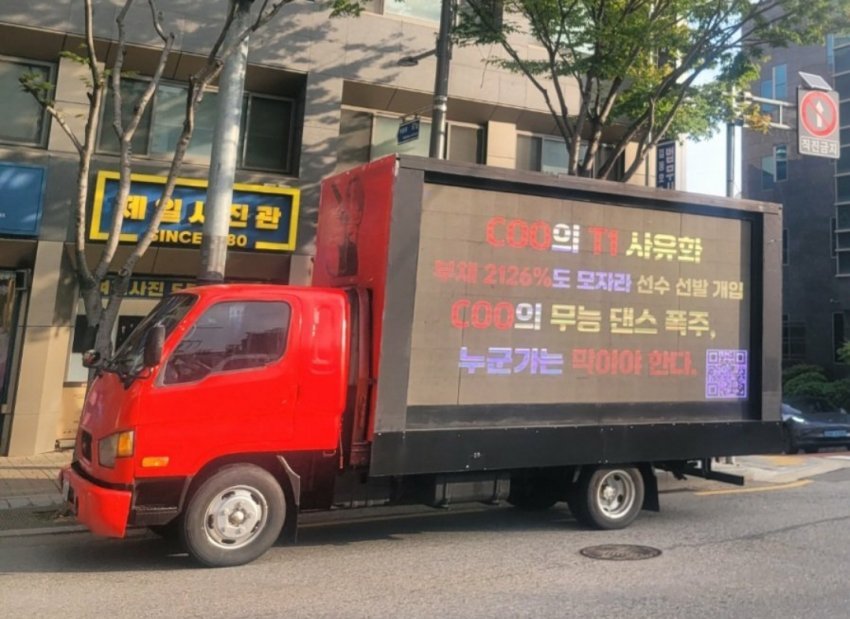 제일사진관
SINCE 1980
COO의 T1 사유화
부채 2126%도 모자라 선수 선발 개입
COO의 무능 댄스 폭주,
누군가는 막아야 한다.
직진금지